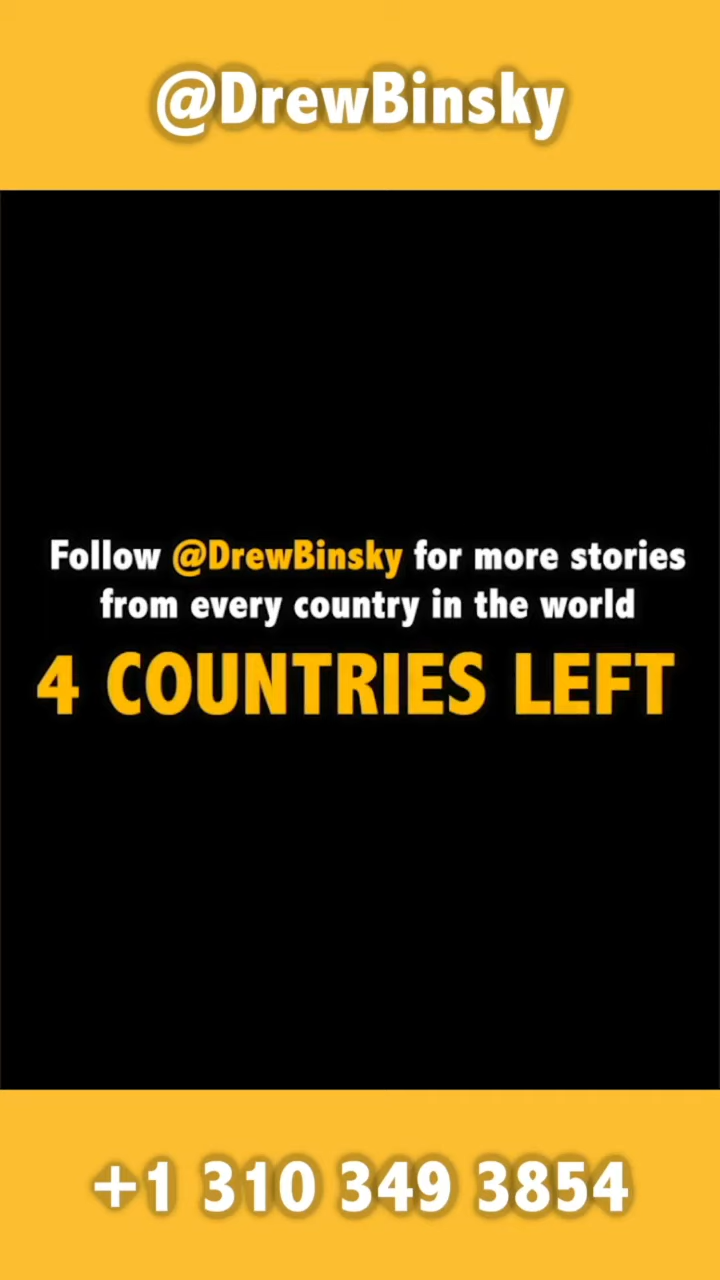 @DrewBinsky
Follow @DrewBinsky for more stories
from every country in the world
4 COUNTRIES LEFT
+1 310 349 3854